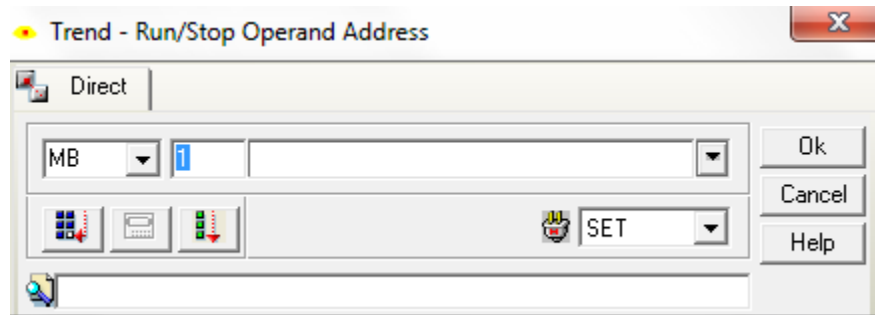 Trend - Run/Stop Operand Address
Direct
MB 1 Ok
Cancel
SET Help